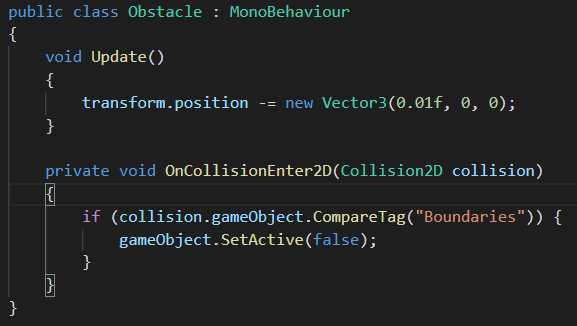 public class Obstacle : MonoBehaviour
{
    void Update()
    {
        transform.position -= new Vector3(0.01f, 0, 0);
    }

    private void OnCollisionEnter2D(Collision2D collision)
    {
        if (collision.gameObject.CompareTag("Boundaries")) {
            gameObject.SetActive(false);
        }
    }
}